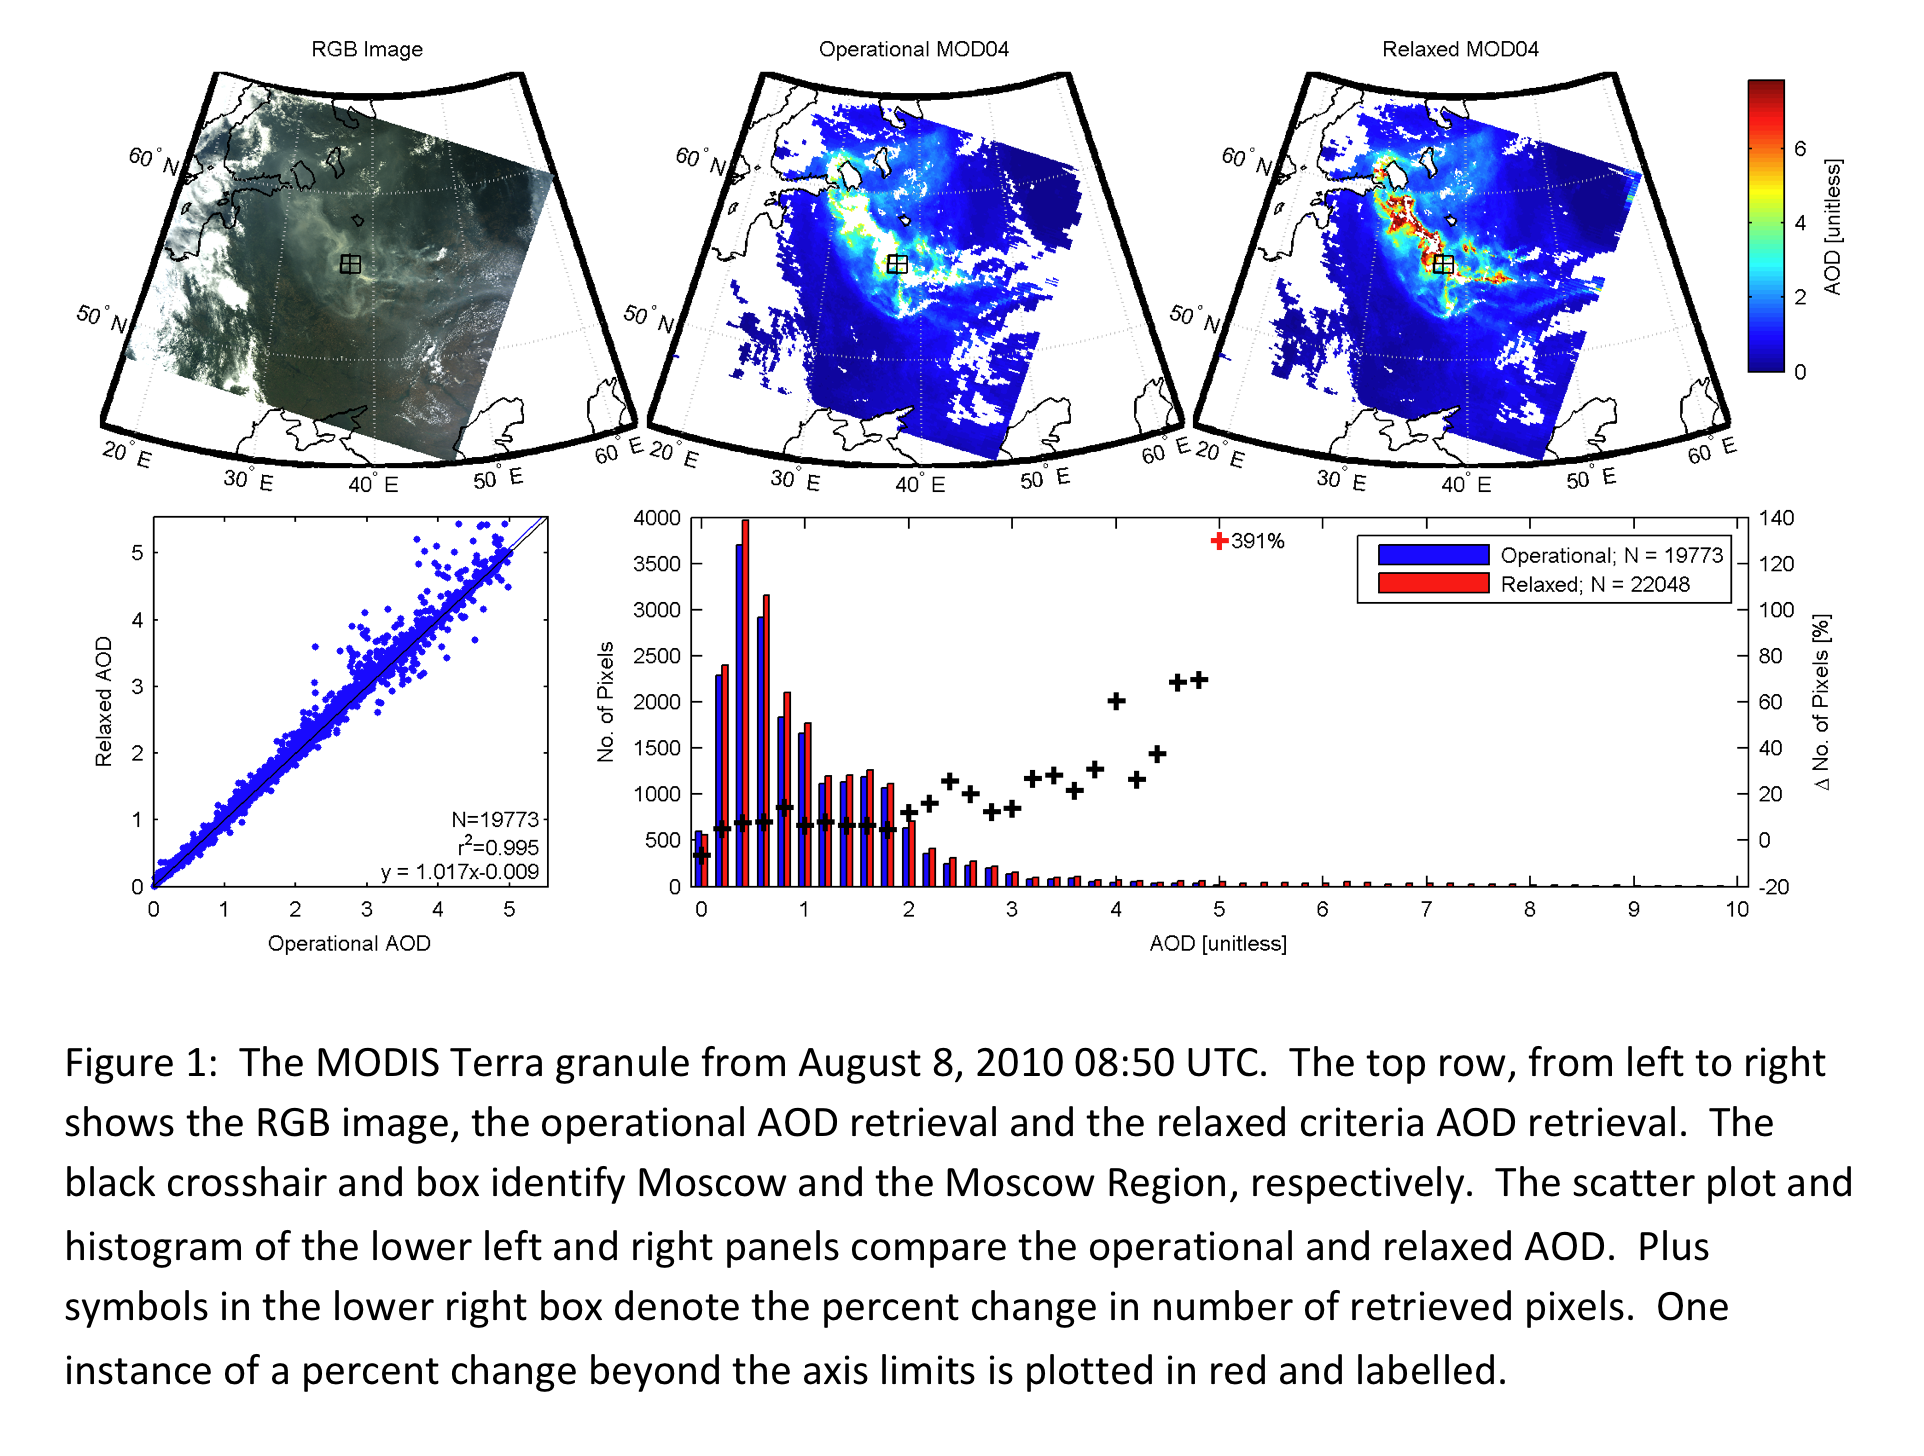 RGB Image
Operational MOD04
Relaxed MOD04
60° N
50° N
20° E
30° E
40° E
50° E
60° E
60° N
50° N
20° E
30° E
40° E
50° E
60° E
60° N
50° N
20° E
30° E
40° E
50° E
60° E
6
4
2
0
AOD [unitless]
5
4
3
2
1
0
Relaxed AOD
N=19773
r²=0.995
y = 1.017x-0.009
0 1 2 3 4 5
Operational AOD
4000
3500
3000
2500
2000
1500
1000
500
0
No. of Pixels
391%
Operational; N = 19773
Relaxed; N = 22048
140
120
100
80
60
40
20
0
-20
Δ No. of Pixels [%]
0 1 2 3 4 5 6 7 8 9 10
AOD [unitless]
Figure 1: The MODIS Terra granule from August 8, 2010 08:50 UTC. The top row, from left to right
shows the RGB image, the operational AOD retrieval and the relaxed criteria AOD retrieval. The
black crosshair and box identify Moscow and the Moscow Region, respectively. The scatter plot and
histogram of the lower left and right panels compare the operational and relaxed AOD. Plus
symbols in the lower right box denote the percent change in number of retrieved pixels. One
instance of a percent change beyond the axis limits is plotted in red and labelled.